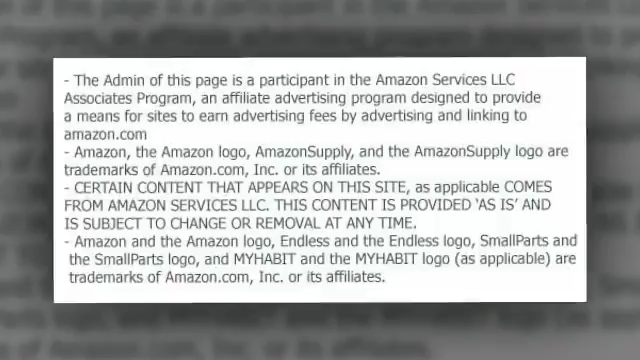 - The Admin of this page is a participant in the Amazon Services LLC
Associates Program, an affiliate advertising program designed to provide
a means for sites to earn advertising fees by advertising and linking to
amazon.com
- Amazon, the Amazon logo, AmazonSupply, and the AmazonSupply logo are
trademarks of Amazon.com, Inc. or its affiliates.
- CERTAIN CONTENT THAT APPEARS ON THIS SITE, as applicable COMES
FROM AMAZON SERVICES LLC. THIS CONTENT IS PROVIDED 'AS IS' AND
IS SUBJECT TO CHANGE OR REMOVAL AT ANY TIME.
- Amazon and the Amazon logo, Endless and the Endless logo, SmallParts and
the SmallParts logo, and MYHABIT and the MYHABIT logo (as applicable) are
trademarks of Amazon.com, Inc. or its affiliates.